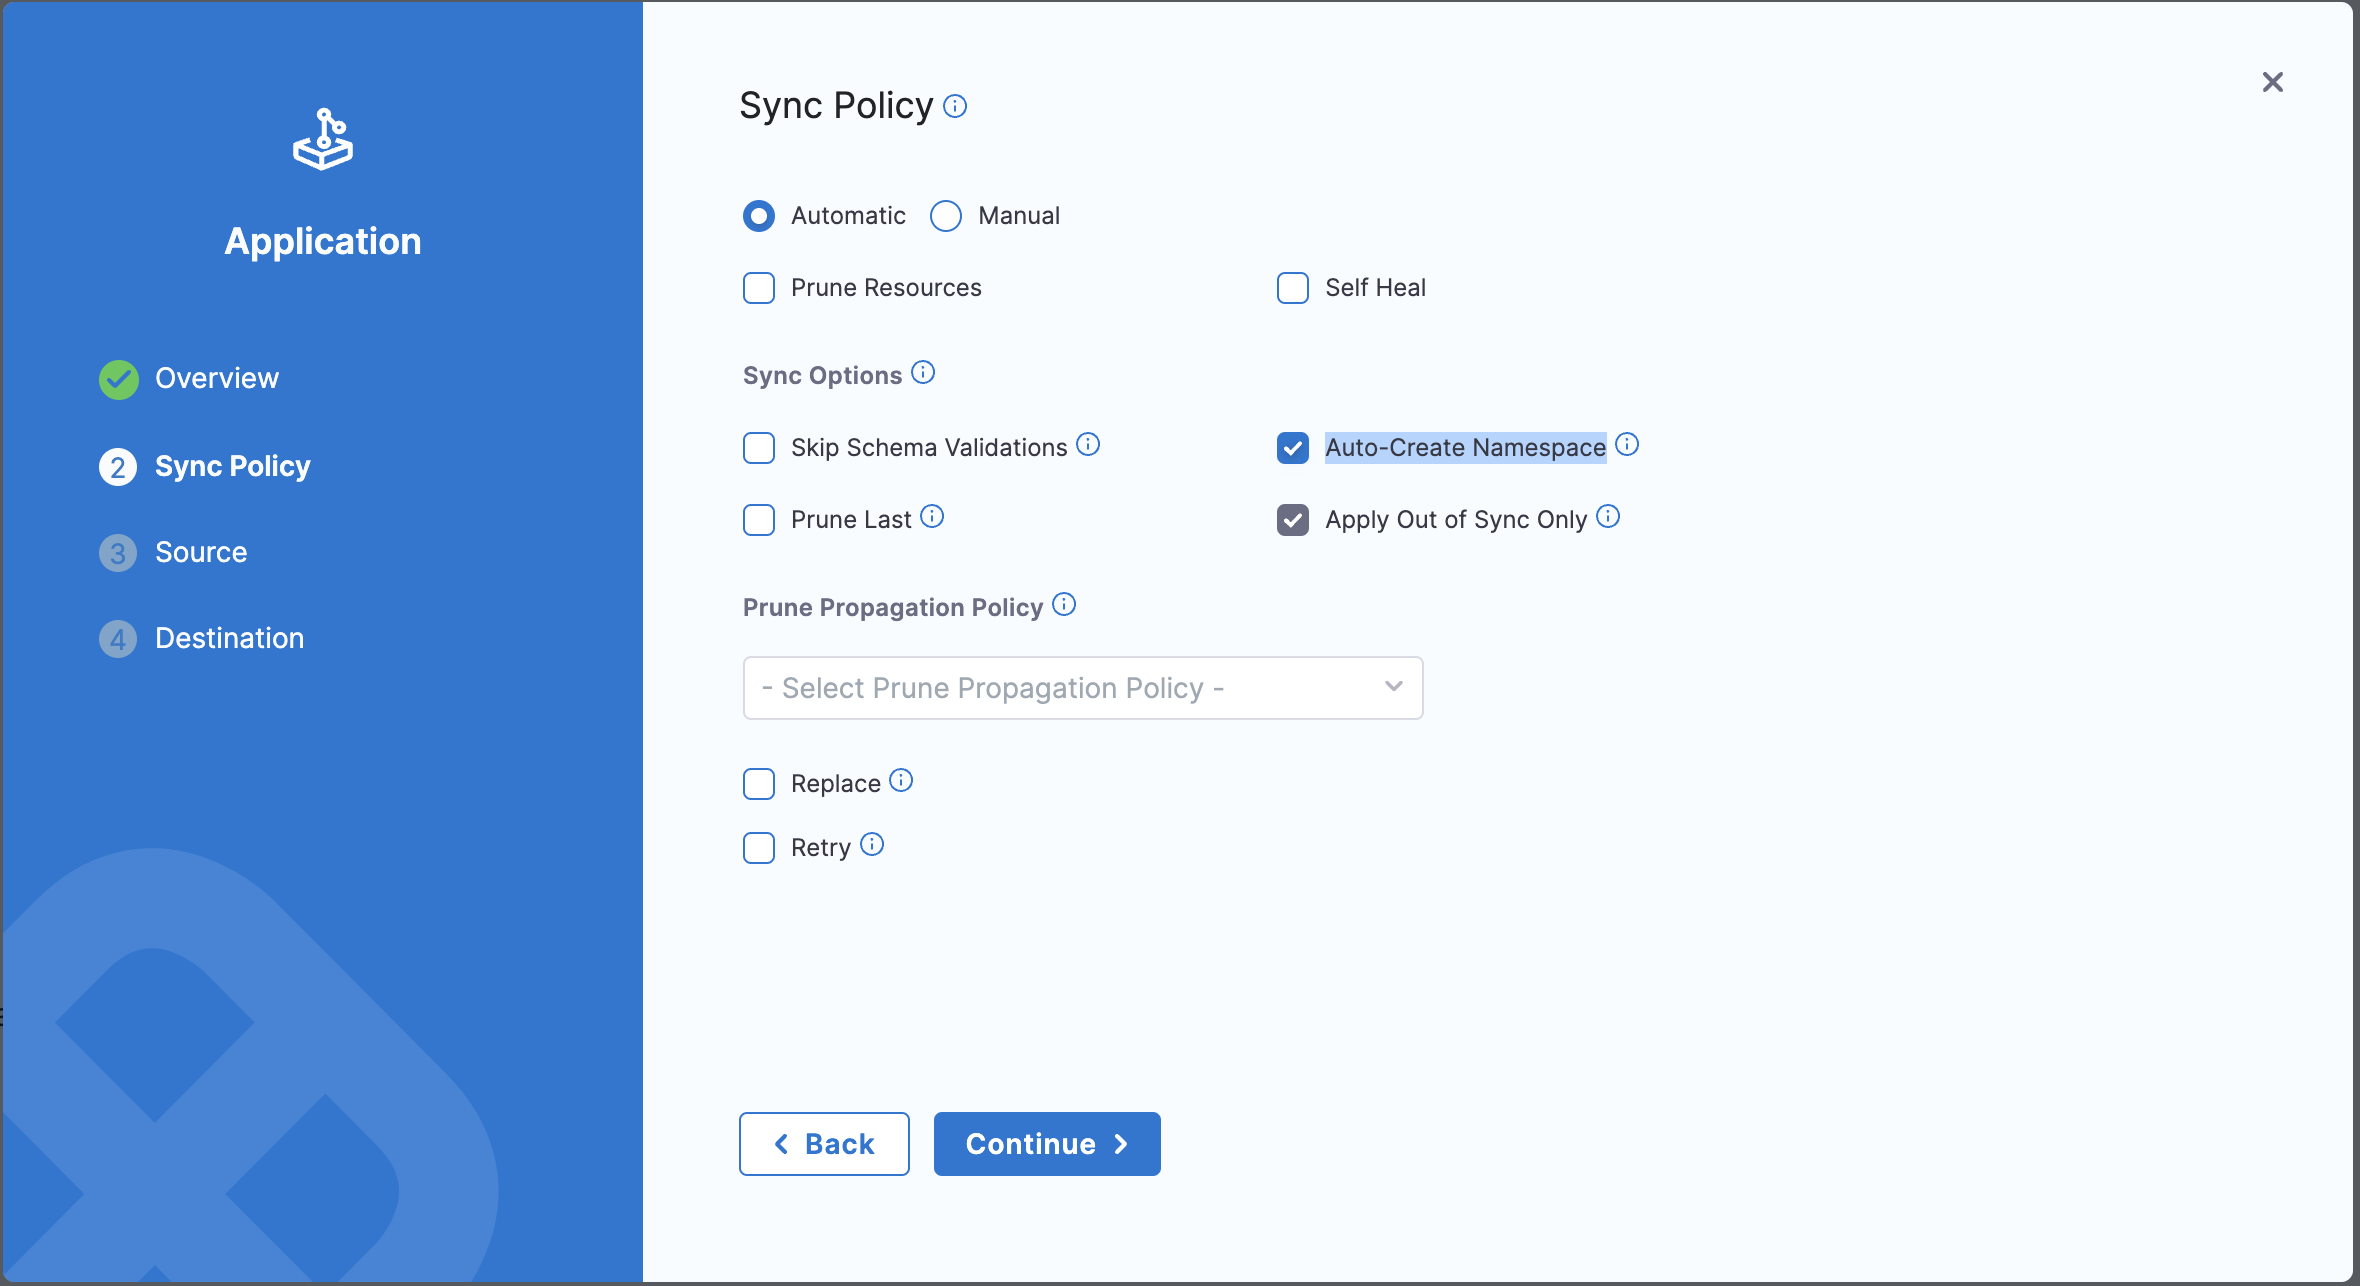 Application
Overview
2 Sync Policy
3 Source
4 Destination
Sync Policy
Automatic Manual
Prune Resources Self Heal
Sync Options
Skip Schema Validations Auto-Create Namespace
Prune Last Apply Out of Sync Only
Prune Propagation Policy
- Select Prune Propagation Policy -
Replace
Retry
Back Continue